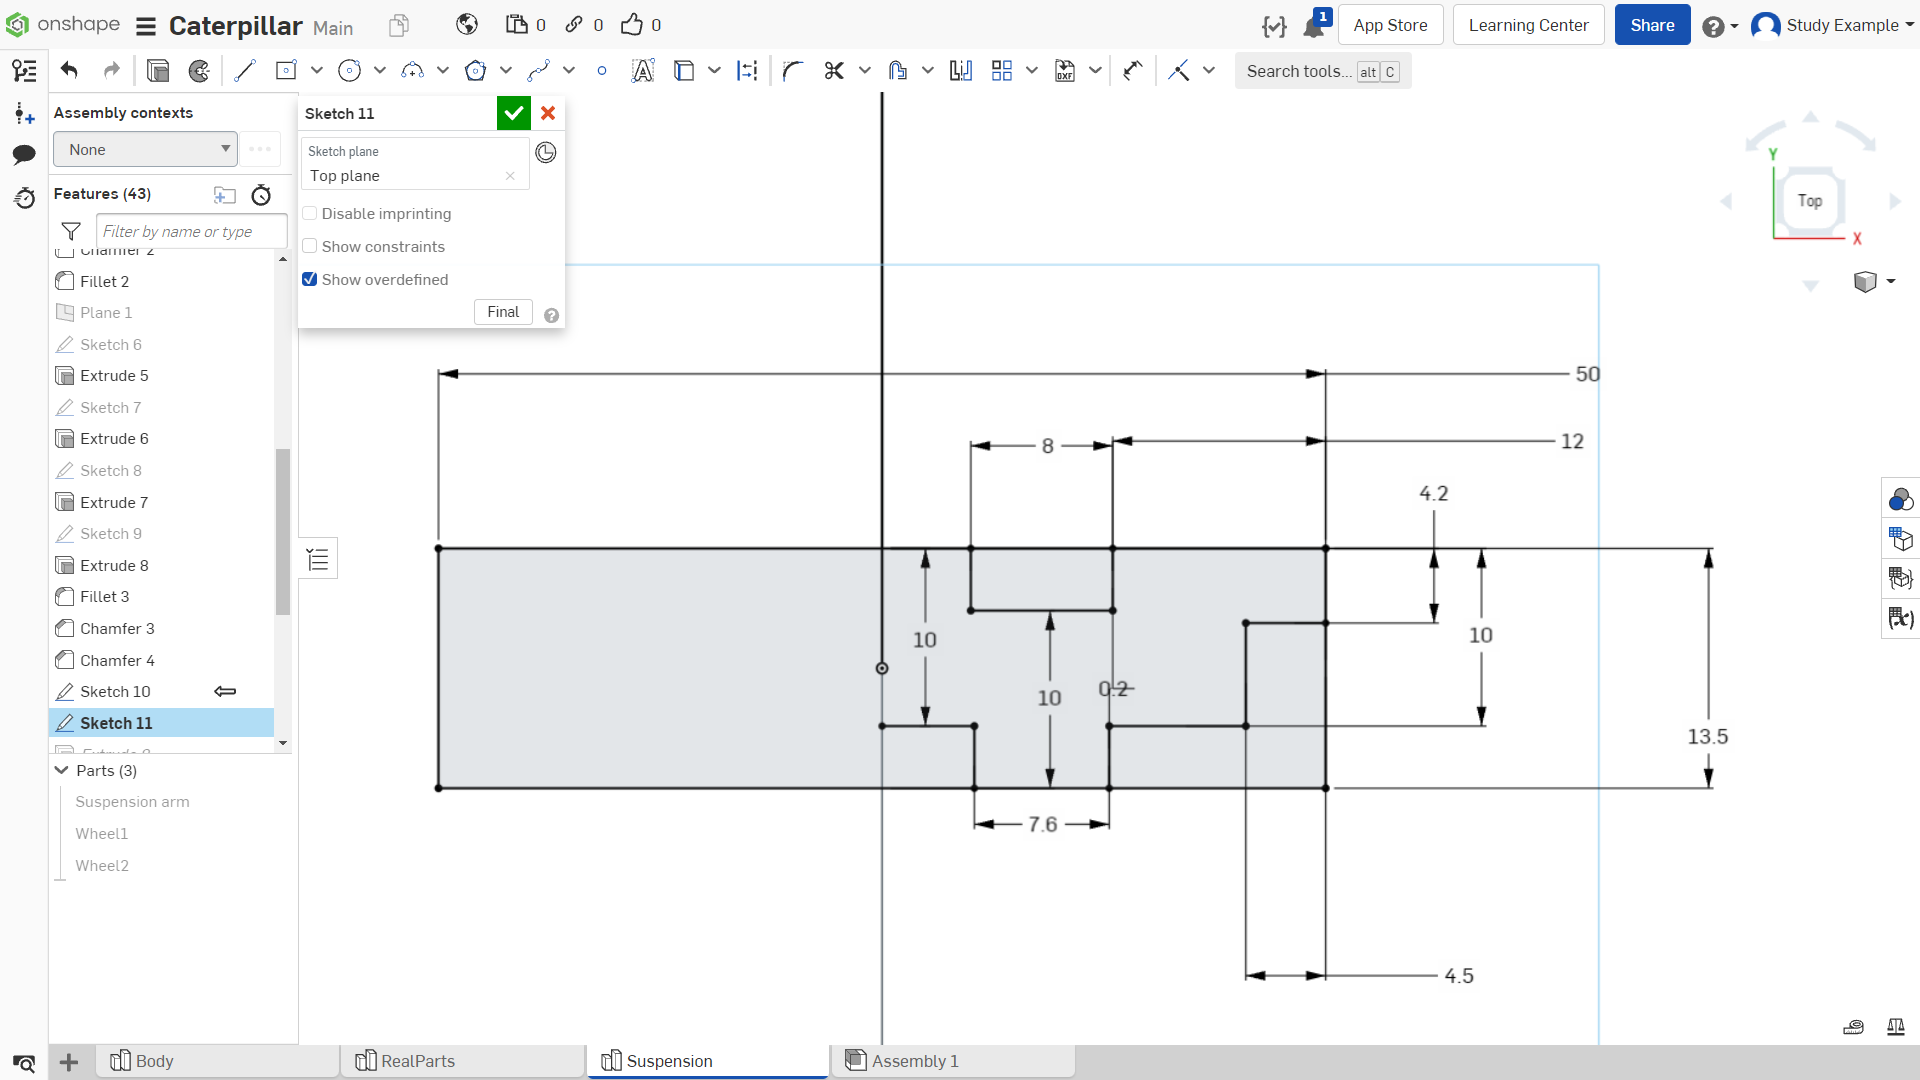 onshape
Caterpillar Main
0
0
0
1
App Store
Learning Center
Share
Study Example
Search tools... alt C
Assembly contexts
None
Features (43)
Filter by name or type
Chamfer 2
Fillet 2
Plane 1
Sketch 6
Extrude 5
Sketch 7
Extrude 6
Sketch 8
Extrude 7
Sketch 9
Extrude 8
Fillet 3
Chamfer 3
Chamfer 4
Sketch 10
Sketch 11
Parts (3)
Suspension arm
Wheel1
Wheel2
Sketch 11
Sketch plane
Top plane
Disable imprinting
Show constraints
Show overdefined
Final
Y
Top
X
50
8
12
4.2
10
10
10
0.2
13.5
7.6
4.5
Body
RealParts
Suspension
Assembly 1